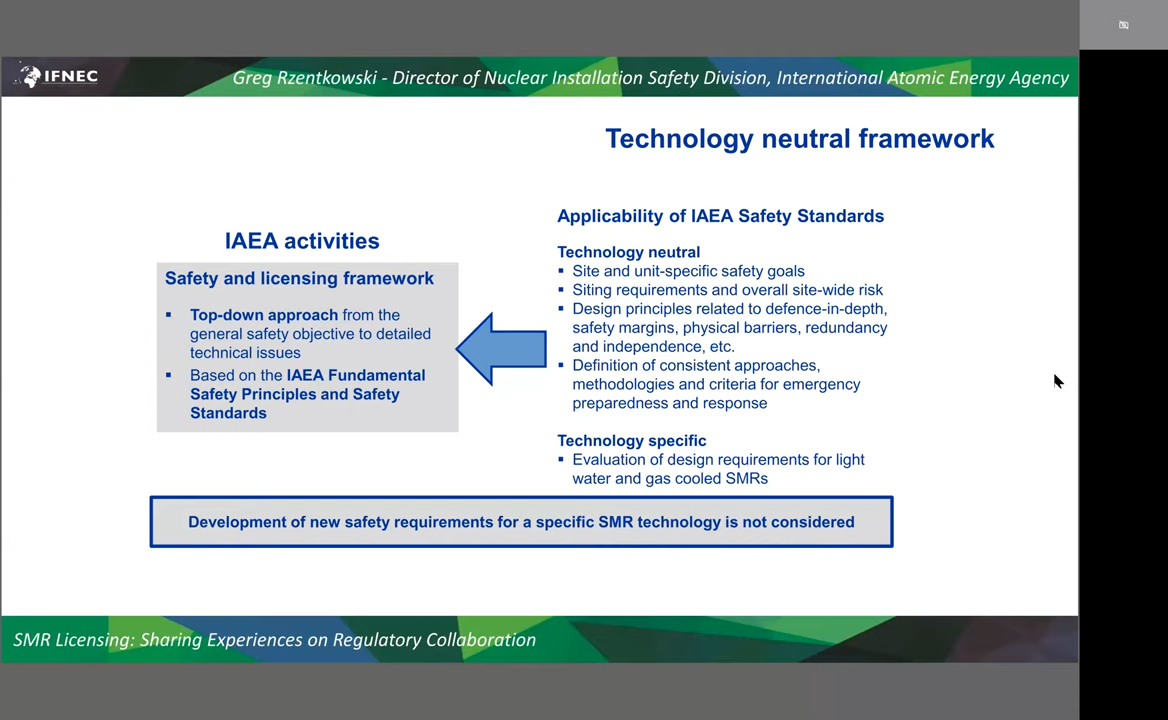 IFNEC
Greg Rzentkowski - Director of Nuclear Installation Safety Division, International Atomic Energy Agency
Technology neutral framework
IAEA activities
Safety and licensing framework
▪ Top-down approach from the
general safety objective to detailed
technical issues
▪ Based on the IAEA Fundamental
Safety Principles and Safety
Standards
Applicability of IAEA Safety Standards
Technology neutral
▪ Site and unit-specific safety goals
▪ Siting requirements and overall site-wide risk
▪ Design principles related to defence-in-depth,
safety margins, physical barriers, redundancy
and independence, etc.
▪ Definition of consistent approaches,
methodologies and criteria for emergency
preparedness and response
Technology specific
▪ Evaluation of design requirements for light
water and gas cooled SMRs
Development of new safety requirements for a specific SMR technology is not considered
SMR Licensing: Sharing Experiences on Regulatory Collaboration